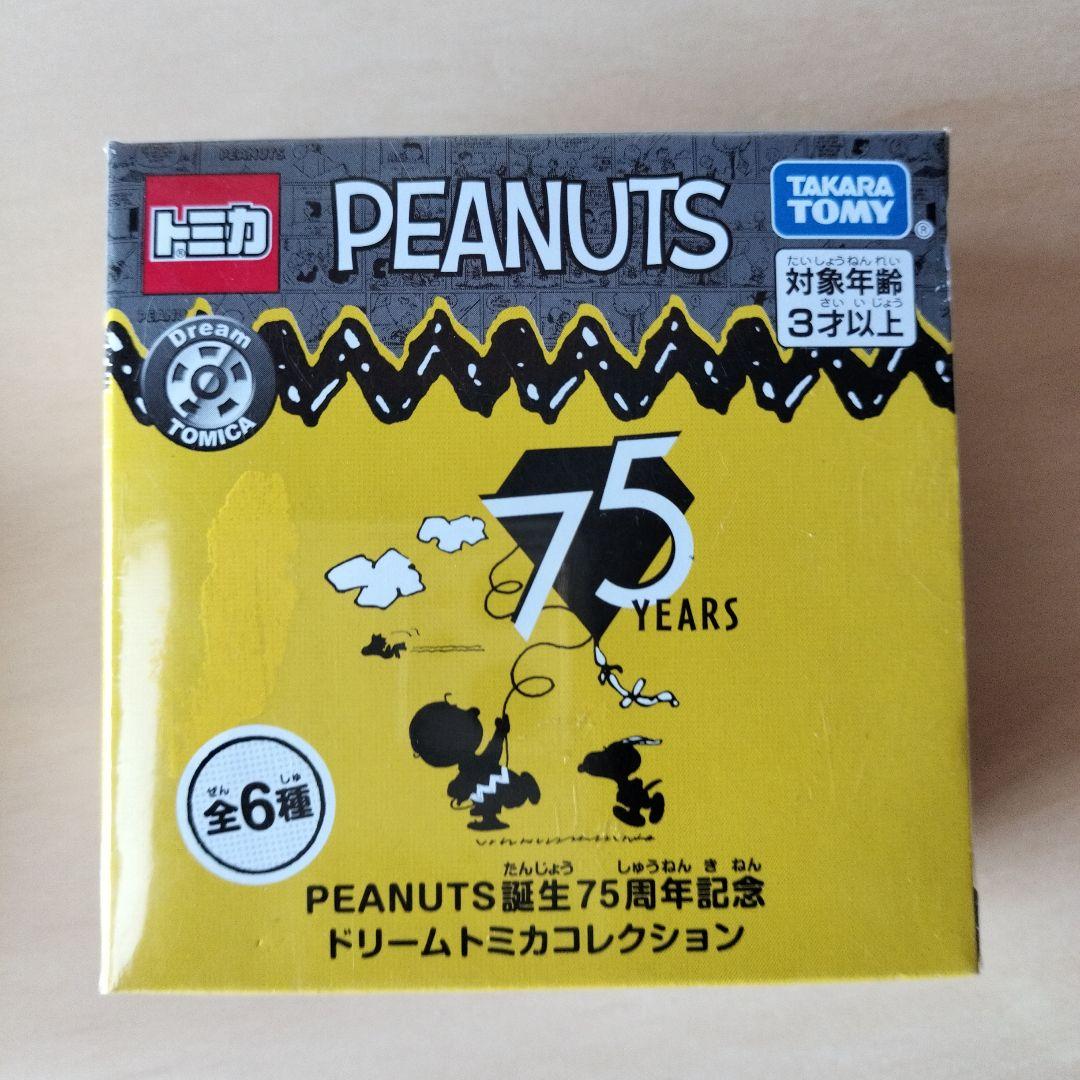 PEANUTS
トミカ
PEANUTS
TAKARA
TOMY
®
たいしょうねんれい
対象年齢
さいいじょう
3才以上
Dream
TOMICA
75
YEARS
ぜん しゅ
全6種
たんじょう しゅうねん き ねん
PEANUTS誕生75周年記念
ドリームトミカコレクション